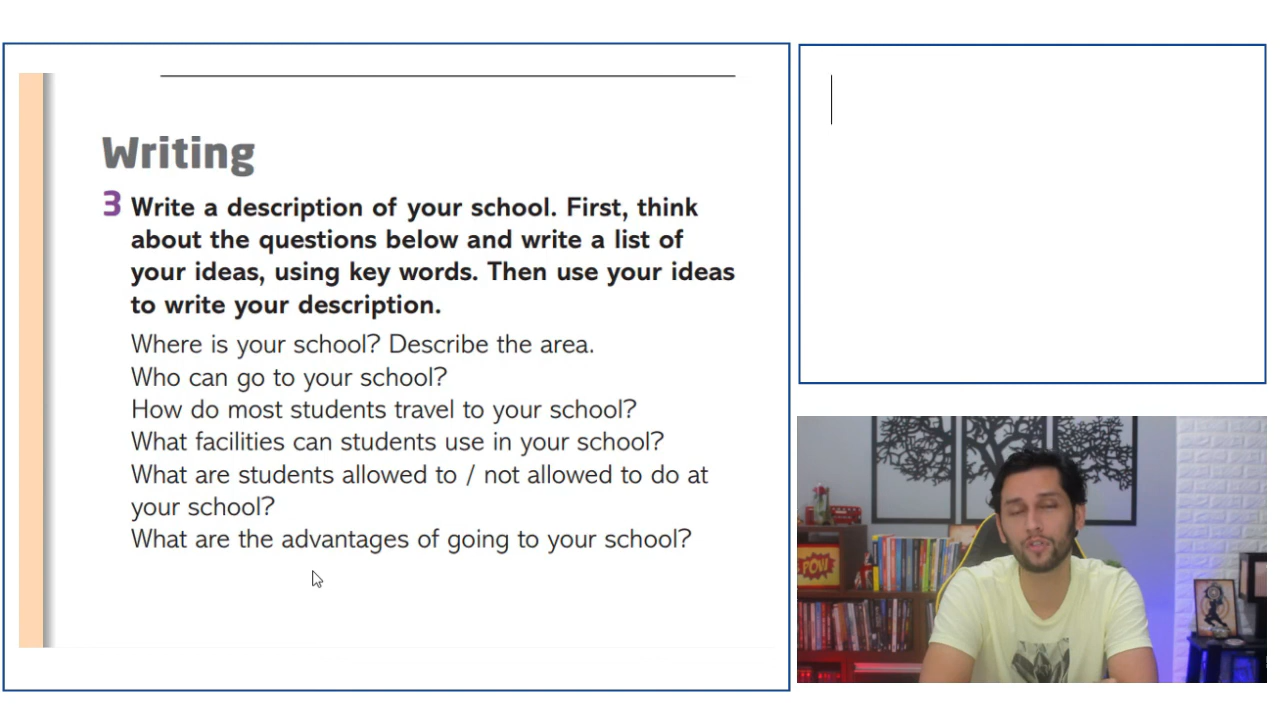 Writing
3 Write a description of your school. First, think
about the questions below and write a list of
your ideas, using key words. Then use your ideas
to write your description.
Where is your school? Describe the area.
Who can go to your school?
How do most students travel to your school?
What facilities can students use in your school?
What are students allowed to / not allowed to do at
your school?
What are the advantages of going to your school?
POW